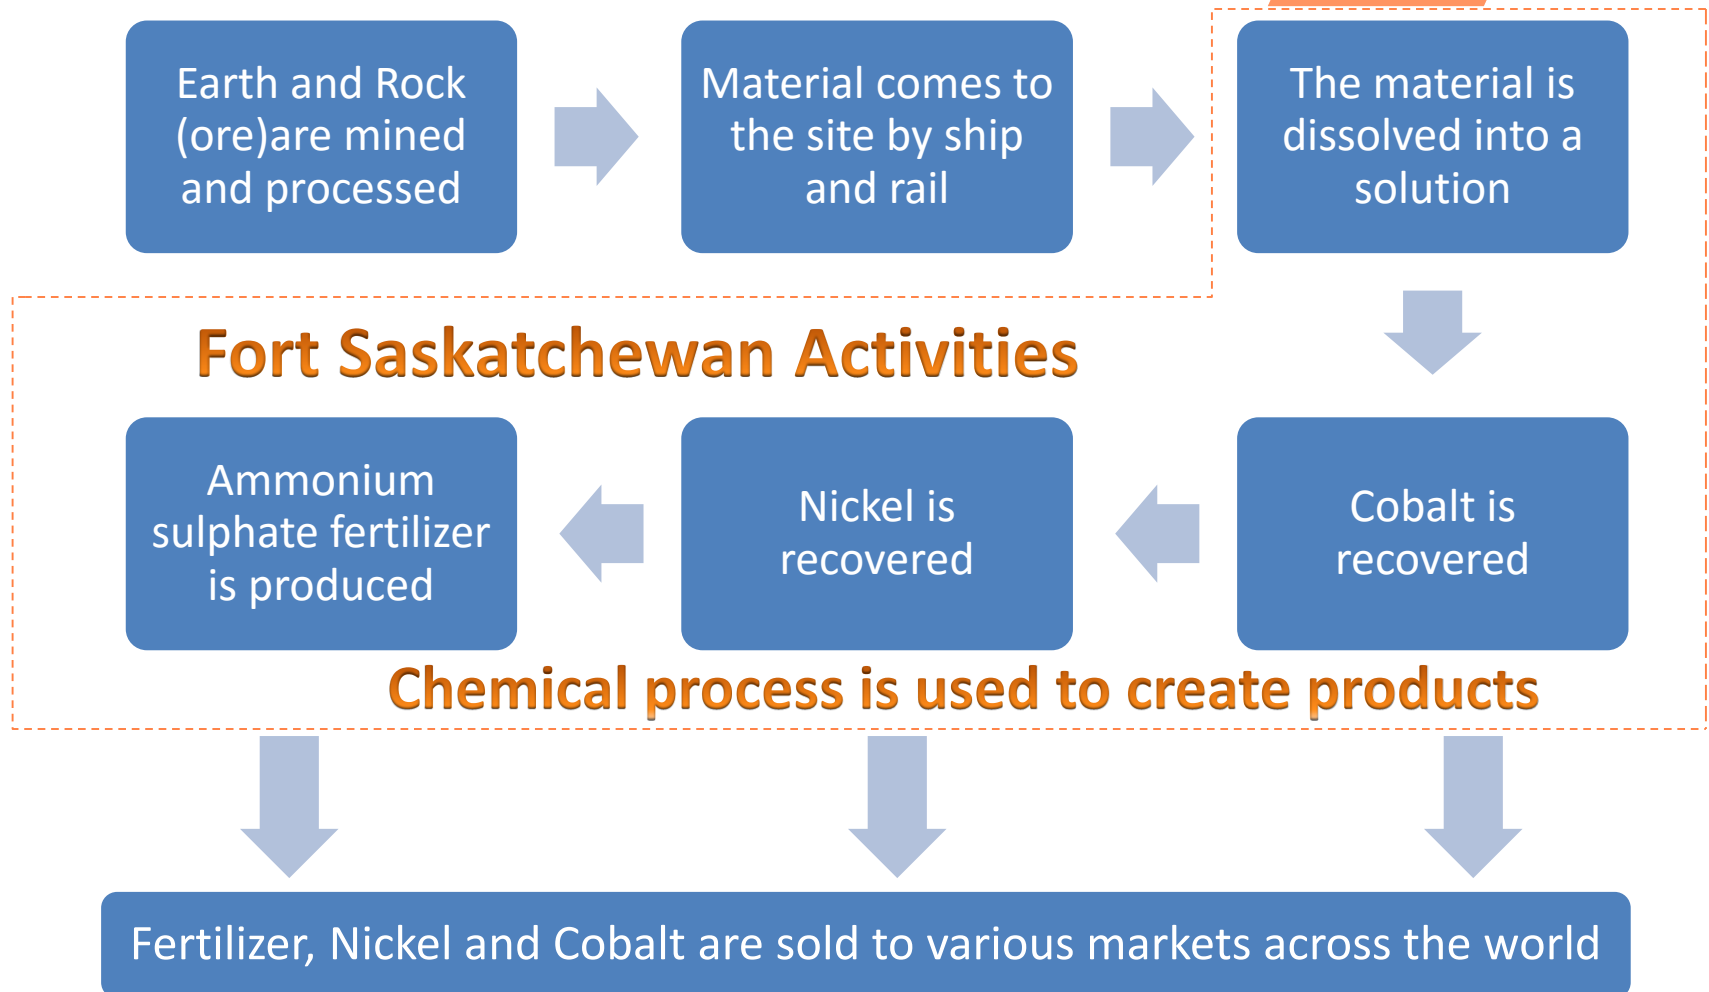 Earth and Rock
(ore)are mined
and processed
Material comes to
the site by ship
and rail
The material is
dissolved into a
solution
Fort Saskatchewan Activities
Ammonium
sulphate fertilizer
is produced
Nickel is
recovered
Cobalt is
recovered
Chemical process is used to create products
Fertilizer, Nickel and Cobalt are sold to various markets across the world